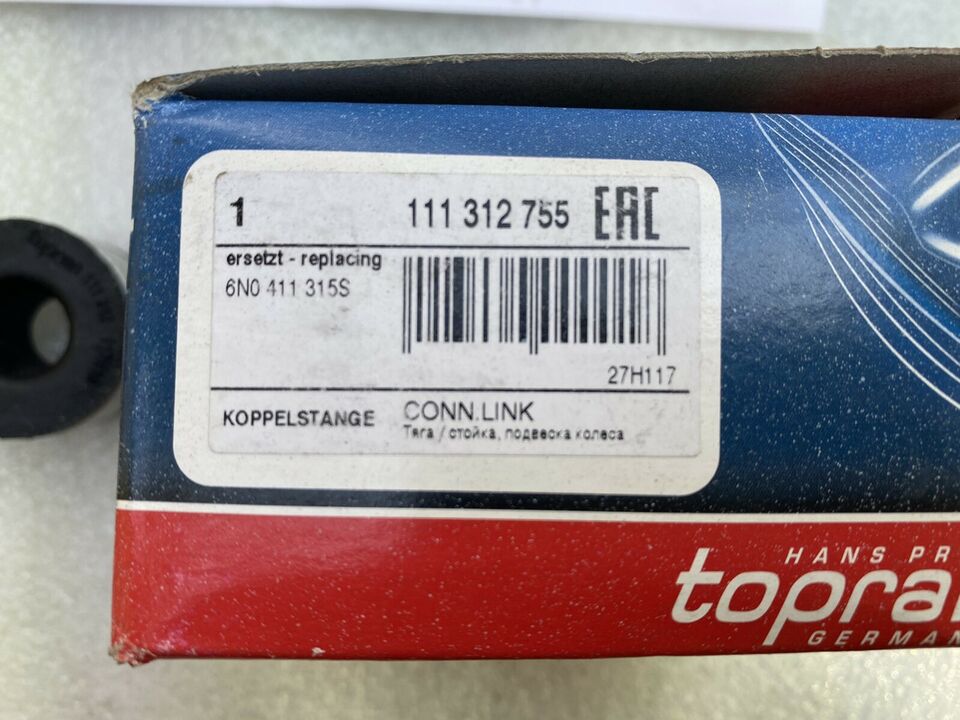 1
111 312 755 EAC
ersetzt - replacing
6N0 411 315S
27H117
KOPPELSTANGE CONN.LINK
Тяга / стойка, подвеска колеса
HANS PR
topra
GERMAN
topran